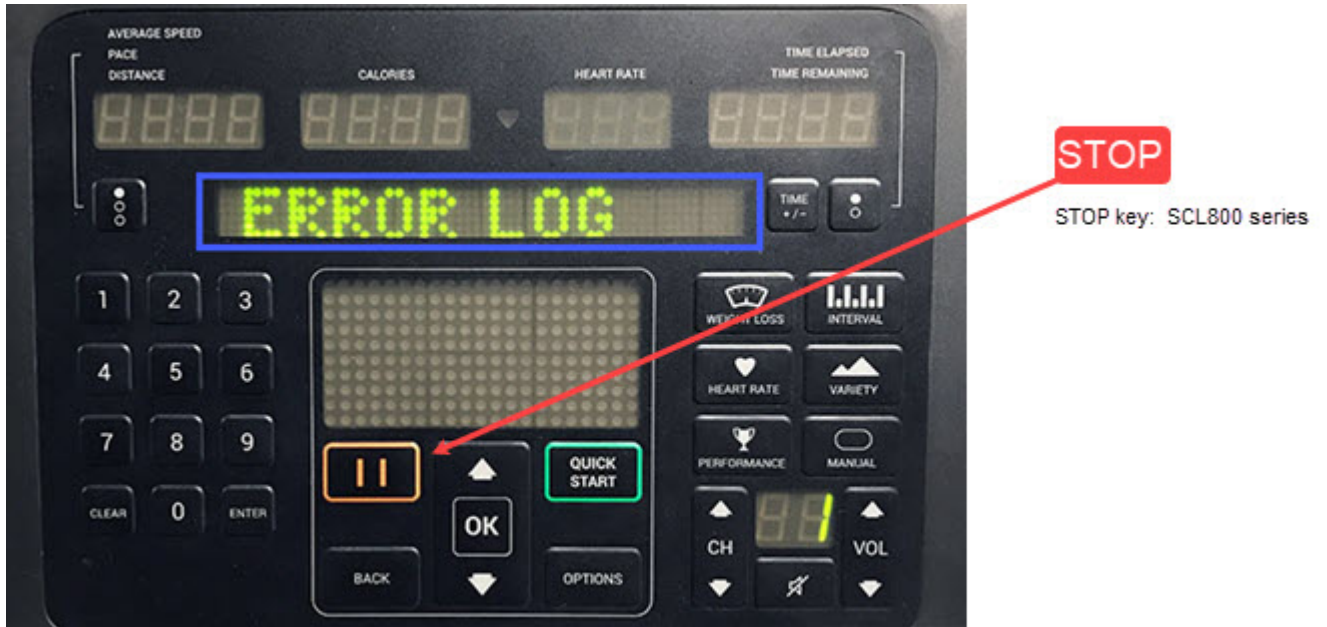 AVERAGE SPEED
PACE
DISTANCE
CALORIES
HEART RATE
TIME ELAPSED
TIME REMAINING
ERROR LOG
TIME
+/-
STOP
STOP key: SCL800 series
1 2 3
4 5 6
7 8 9
CLEAR 0 ENTER
QUICK
START
OK
BACK
OPTIONS
WEIGHT LOSS
INTERVAL
HEART RATE
VARIETY
PERFORMANCE
MANUAL
CH
1
VOL